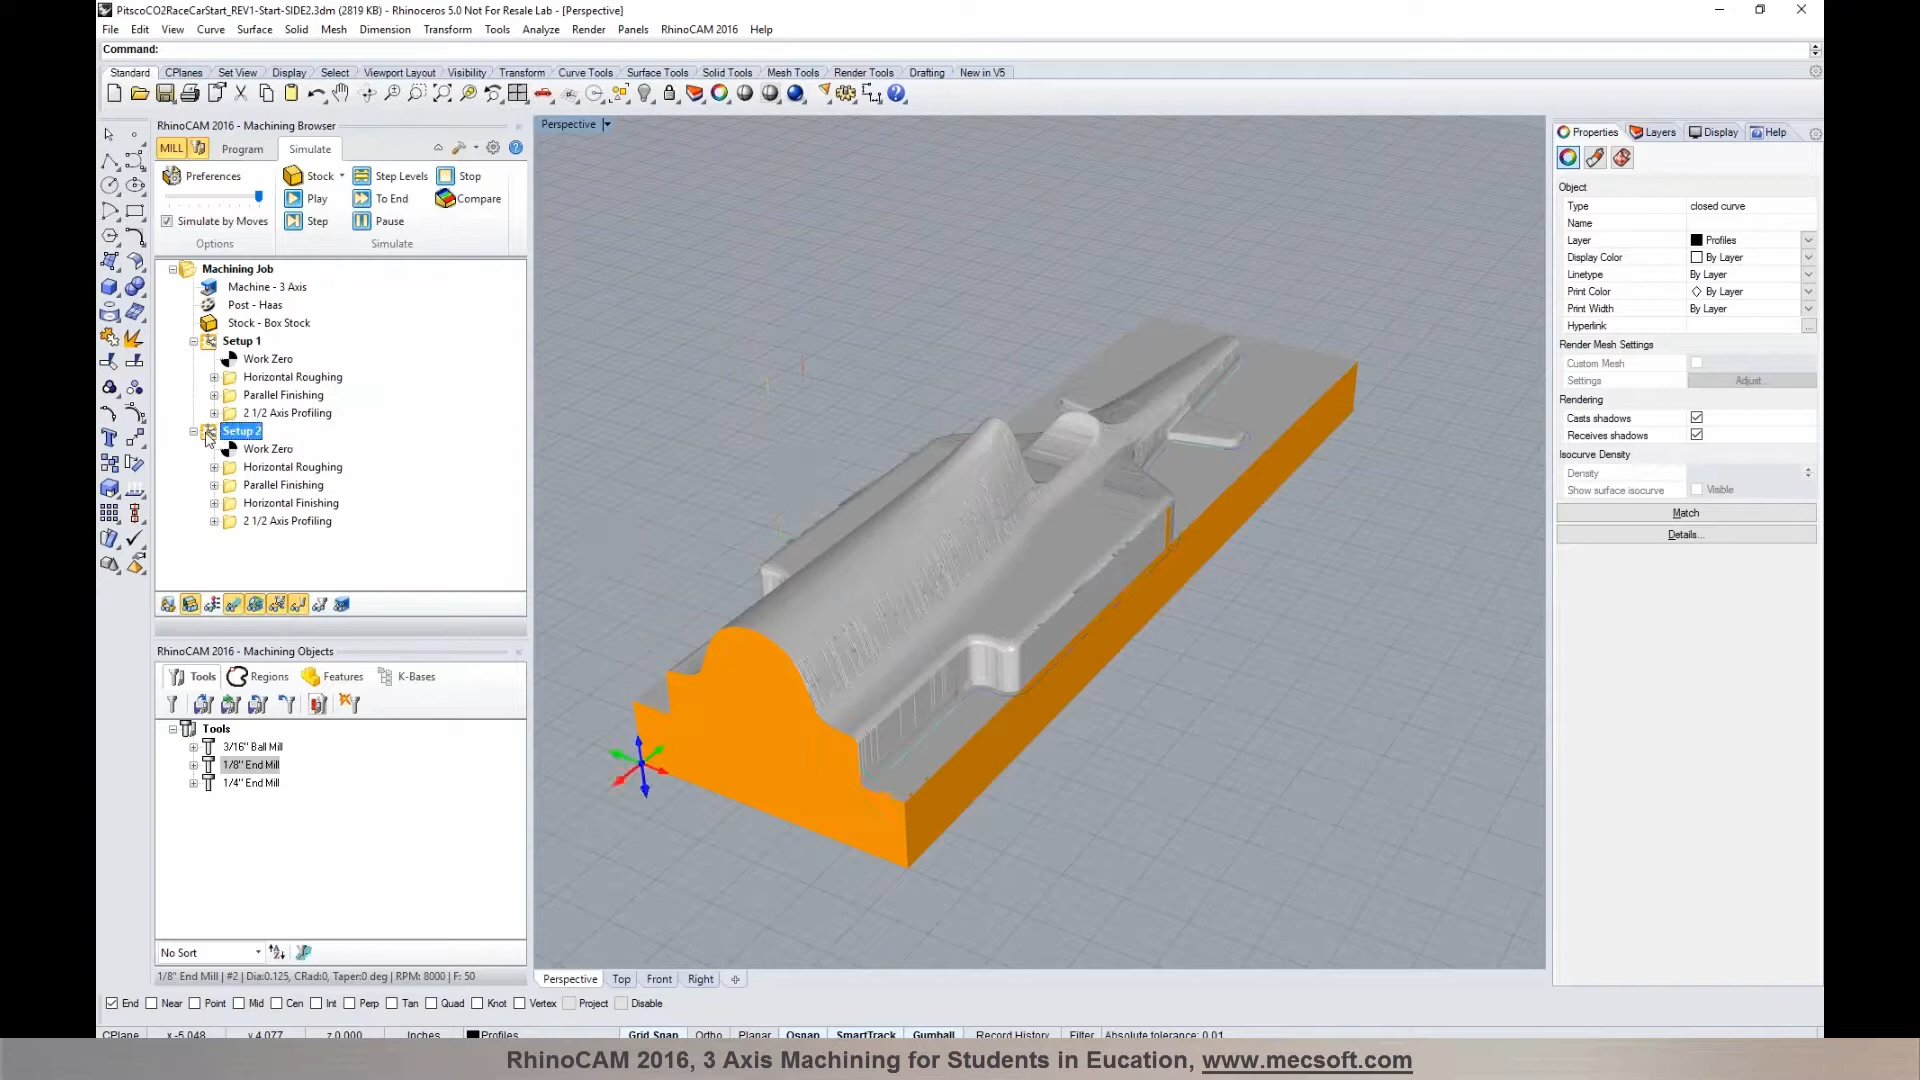 PitscoCO2RaceCarStart_REV1-Start-SIDE2.3dm (2819 KB) - Rhinoceros 5.0 Not For Resale Lab - [Perspective]
File Edit View Curve Surface Solid Mesh Dimension Transform Tools Analyze Render Panels RhinoCAM 2016 Help
Command:
Standard CPlanes Set View Display Select Viewport Layout Visibility Transform Curve Tools Surface Tools Solid Tools Mesh Tools Render Tools Drafting New in V5
RhinoCAM 2016 - Machining Browser
MILL Program Simulate
Preferences
Simulate by Moves
Options
Stock Step Levels Stop
Play To End Compare
Step Pause
Simulate
Machining Job
Machine - 3 Axis
Post - Haas
Stock - Box Stock
Setup 1
Work Zero
Horizontal Roughing
Parallel Finishing
2 1/2 Axis Profiling
Setup 2
Work Zero
Horizontal Roughing
Parallel Finishing
Horizontal Finishing
2 1/2 Axis Profiling
RhinoCAM 2016 - Machining Objects
Tools Regions Features K-Bases
Tools
3/16" Ball Mill
1/8" End Mill
1/4" End Mill
No Sort
1/8" End Mill | #2 | Dia:0.125, CRad:0, Taper:0 deg | RPM: 8000 | F: 50
Perspective
Perspective Top Front Right
Properties Layers Display Help
Object
Type closed curve
Name
Layer Profiles
Display Color By Layer
Linetype By Layer
Print Color By Layer
Print Width By Layer
Hyperlink ...
Render Mesh Settings
Custom Mesh
Settings Adjust...
Rendering
Casts shadows
Receives shadows
Isocurve Density
Density
Show surface isocurve Visible
Match
Details...
End Near Point Mid Cen Int Perp Tan Quad Knot Vertex Project Disable
CPlane x -5.048 y 4.077 z 0.000 Inches Profiles Grid Snap Ortho Planar Osnap SmartTrack Gumball Record History Filter Absolute tolerance: 0.01
RhinoCAM 2016, 3 Axis Machining for Students in Eucation, www.mecsoft.com